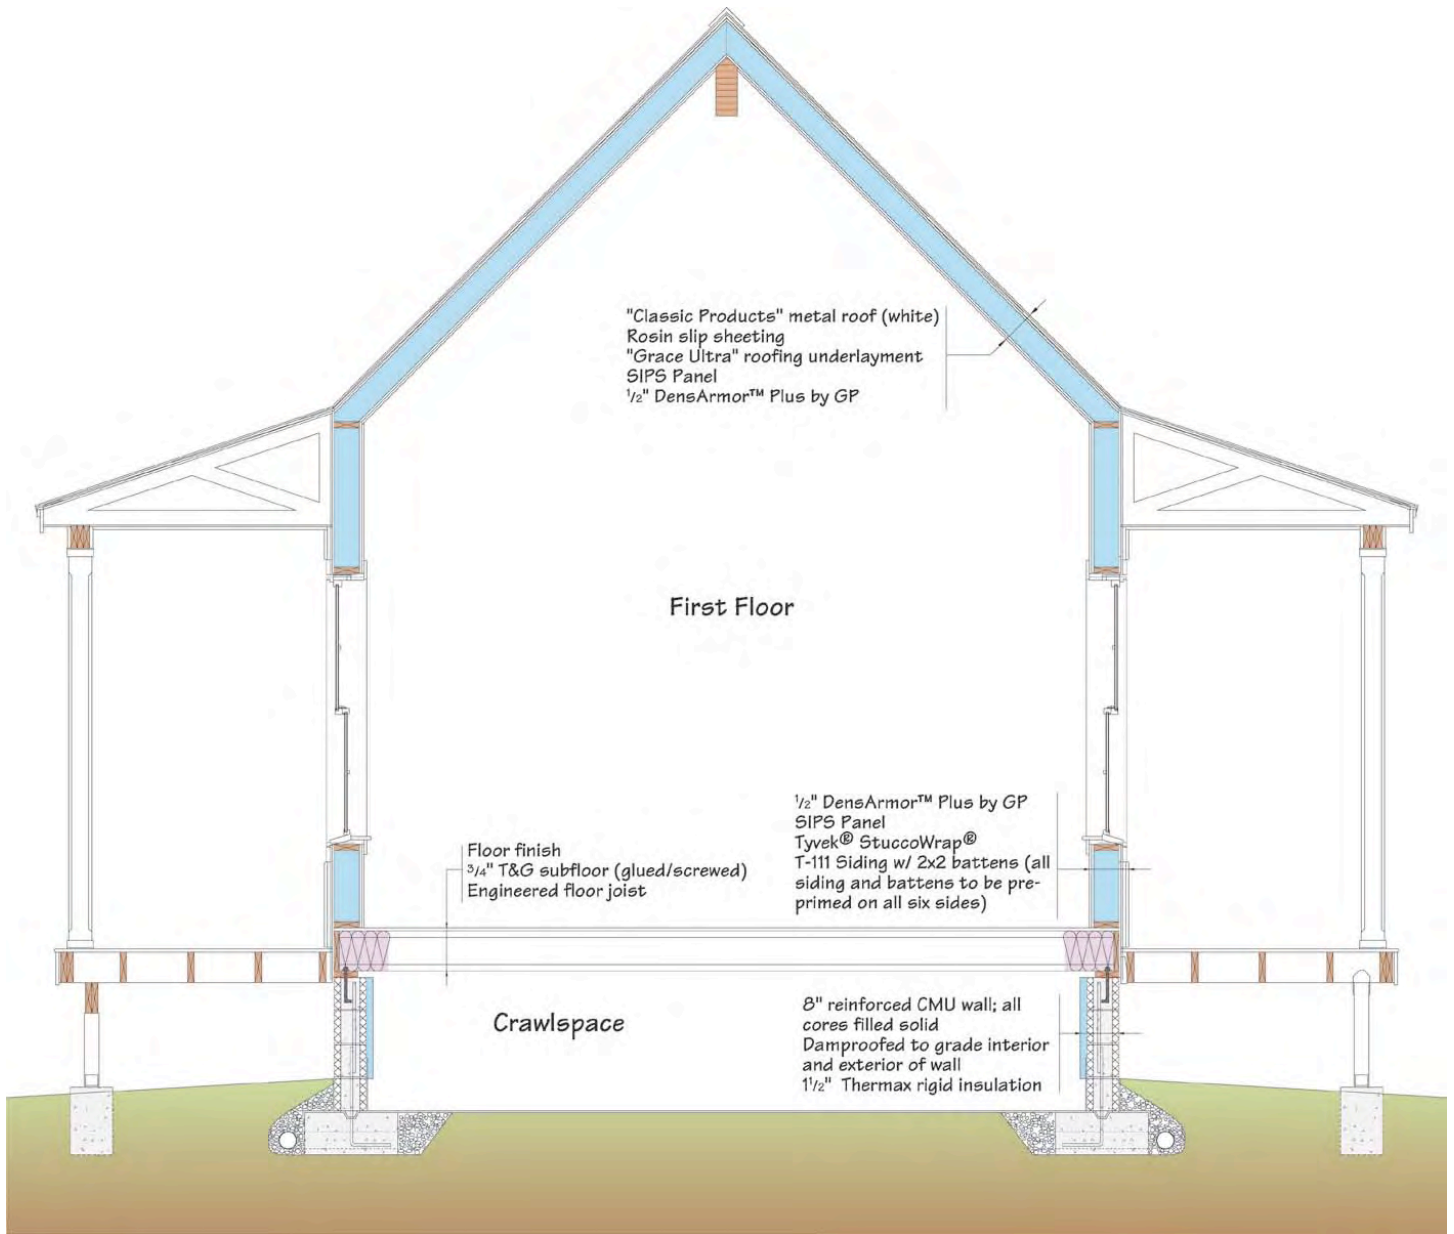 "Classic Products" metal roof (white)
Rosin slip sheeting
"Grace Ultra" roofing underlayment
SIPS Panel
1/2" DensArmor™ Plus by GP
First Floor
1/2" DensArmor™ Plus by GP
SIPS Panel
Tyvek® StuccoWrap®
T-111 Siding w/ 2x2 battens (all
siding and battens to be pre-
primed on all six sides)
Floor finish
3/4" T&G subfloor (glued/screwed)
Engineered floor joist
Crawlspace
8" reinforced CMU wall; all
cores filled solid
Damproofed to grade interior
and exterior of wall
1 1/2" Thermax rigid insulation